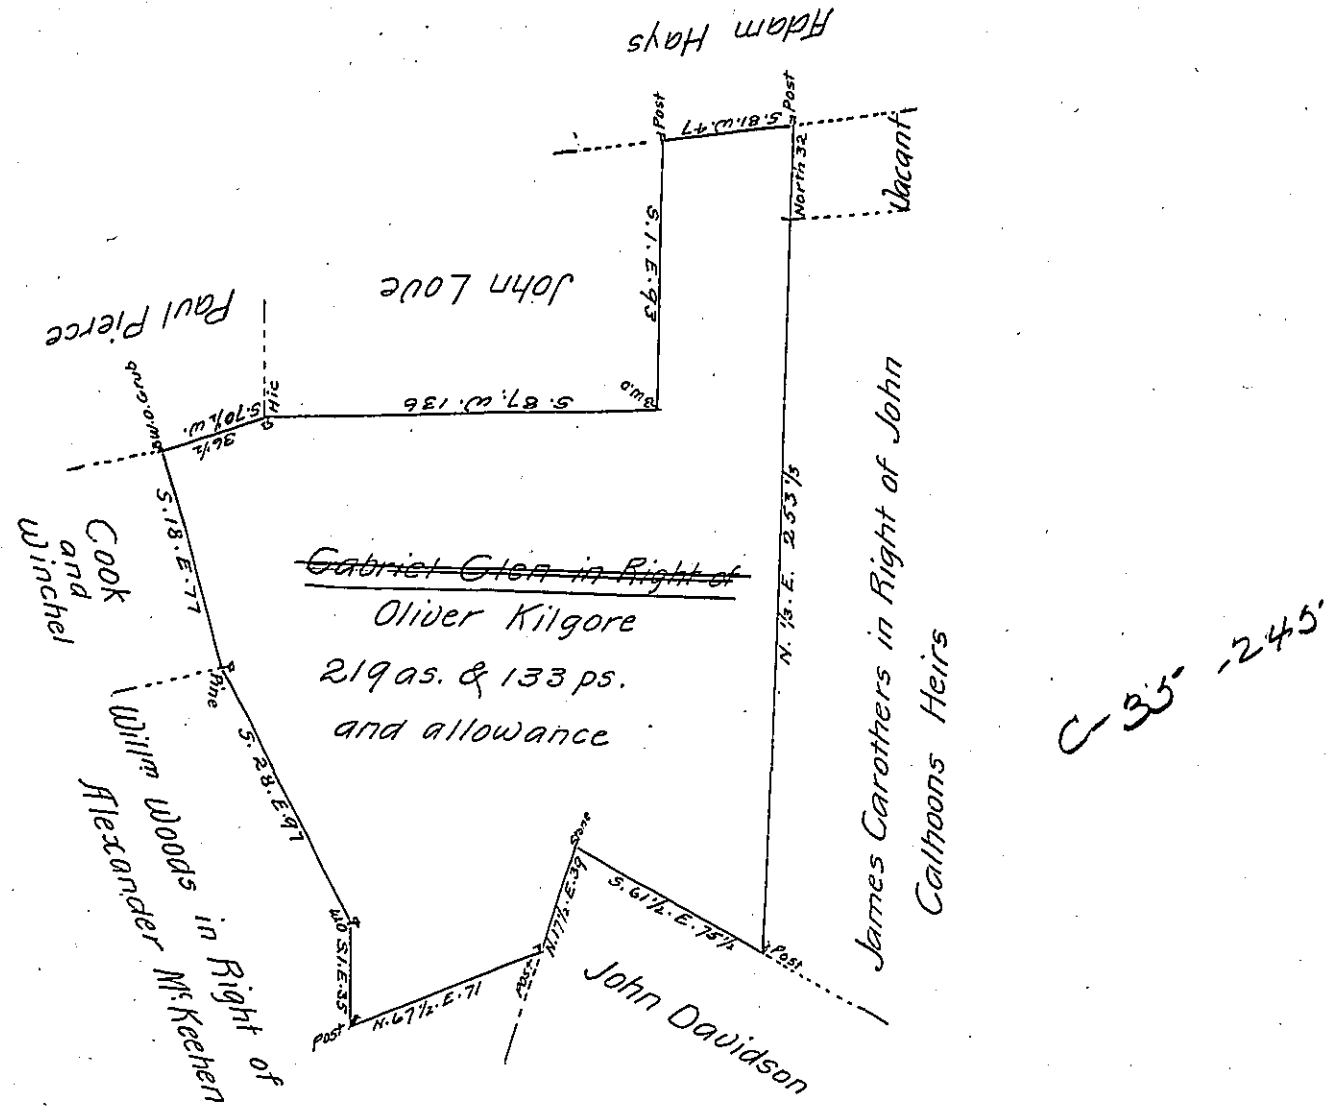 Adam Hays
Post
Post
S. 81. W. 47
North 32
Vacant
S. 1. E. 93
John Love
Paul Pierce
B.W.O. Grub
S. 70½ W.
36½
Hic
S. 87. W. 136
B.W.O
S. 18. E. 77
Cook
and
Winchel
Gabriel Glen in Right of
Oliver Kilgore
219 as. & 133 ps.
and allowance
N. ⅓. E. 253⅓
James Carothers in Right of John
Calhoons Heirs
C-35-245
Pine
S. 28. E. 97
Willm Woods in Right of
Alexander McKeehen
WO
S. 1. E. 35
Post
N. 67½. E. 71
Post
N. 17½. E. 39
Stone
S. 61½. E. 75½
Post
John Davidson